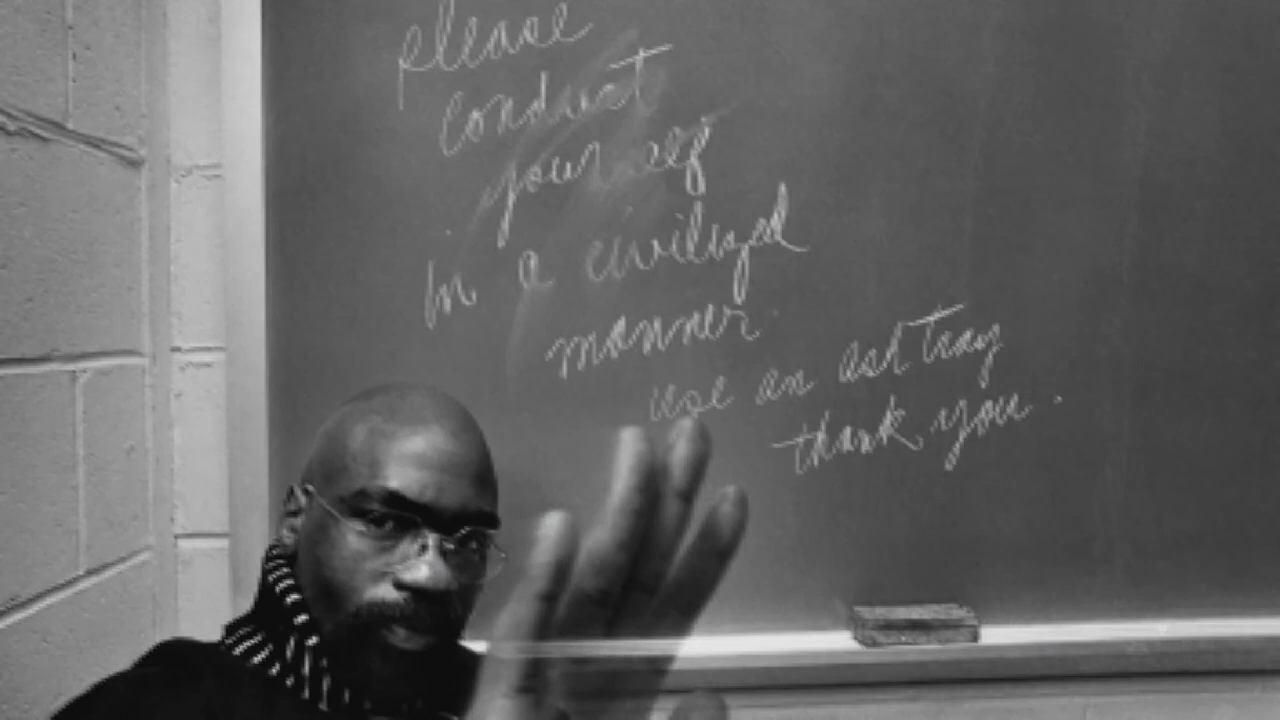 please
conduct
yourself
in a civilized
manner.
use an ash tray
thank you.